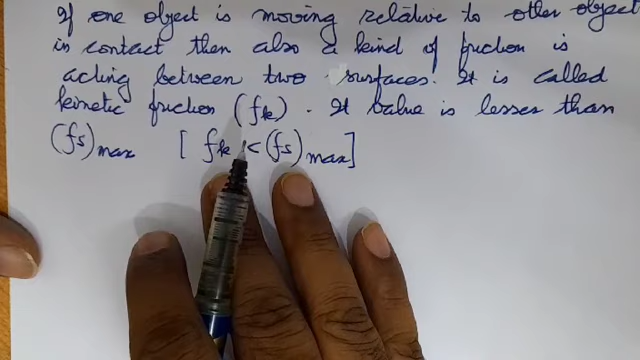 If one object is moving relative to other object
in contact then also a kind of friction is
acting between two surfaces. It is called
kinetic friction (fk). It value is lesser than
(fs)max [fk < (fs)max]